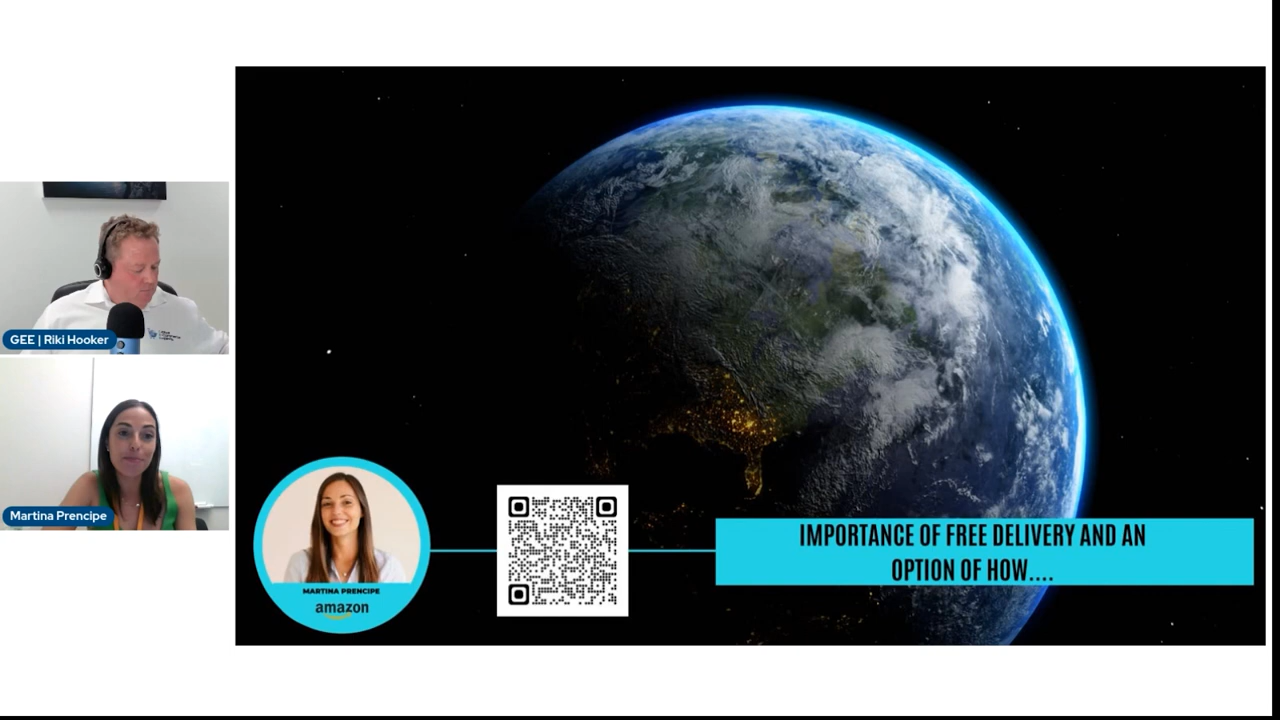 GEE | Riki Hooker
Martina Prencipe
MARTINA PRENCIPE
amazon
IMPORTANCE OF FREE DELIVERY AND AN
OPTION OF HOW....